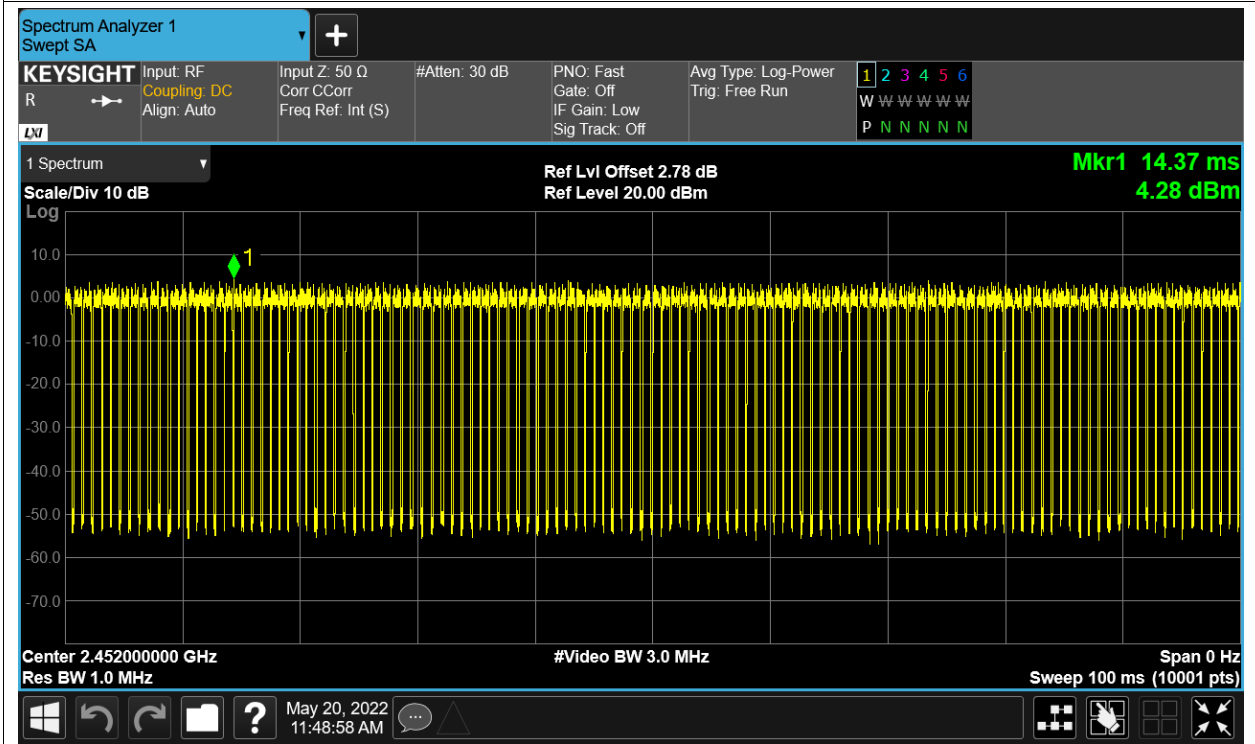 Spectrum Analyzer 1
Swept SA
+
KEYSIGHT Input: RF Input Z: 50 Ω #Atten: 30 dB PNO: Fast Avg Type: Log-Power 1 2 3 4 5 6
R Coupling: DC Corr CCorr Gate: Off Trig: Free Run W W W W W W
Align: Auto Freq Ref: Int (S) IF Gain: Low
LXI Sig Track: Off P N N N N N
1 Spectrum Ref Lvl Offset 2.78 dB Mkr1 14.37 ms
Scale/Div 10 dB Ref Level 20.00 dBm 4.28 dBm
Log
10.0
1
0.00
-10.0
-20.0
-30.0
-40.0
-50.0
-60.0
-70.0
Center 2.452000000 GHz #Video BW 3.0 MHz Span 0 Hz
Res BW 1.0 MHz Sweep 100 ms (10001 pts)
? May 20, 2022
11:48:58 AM